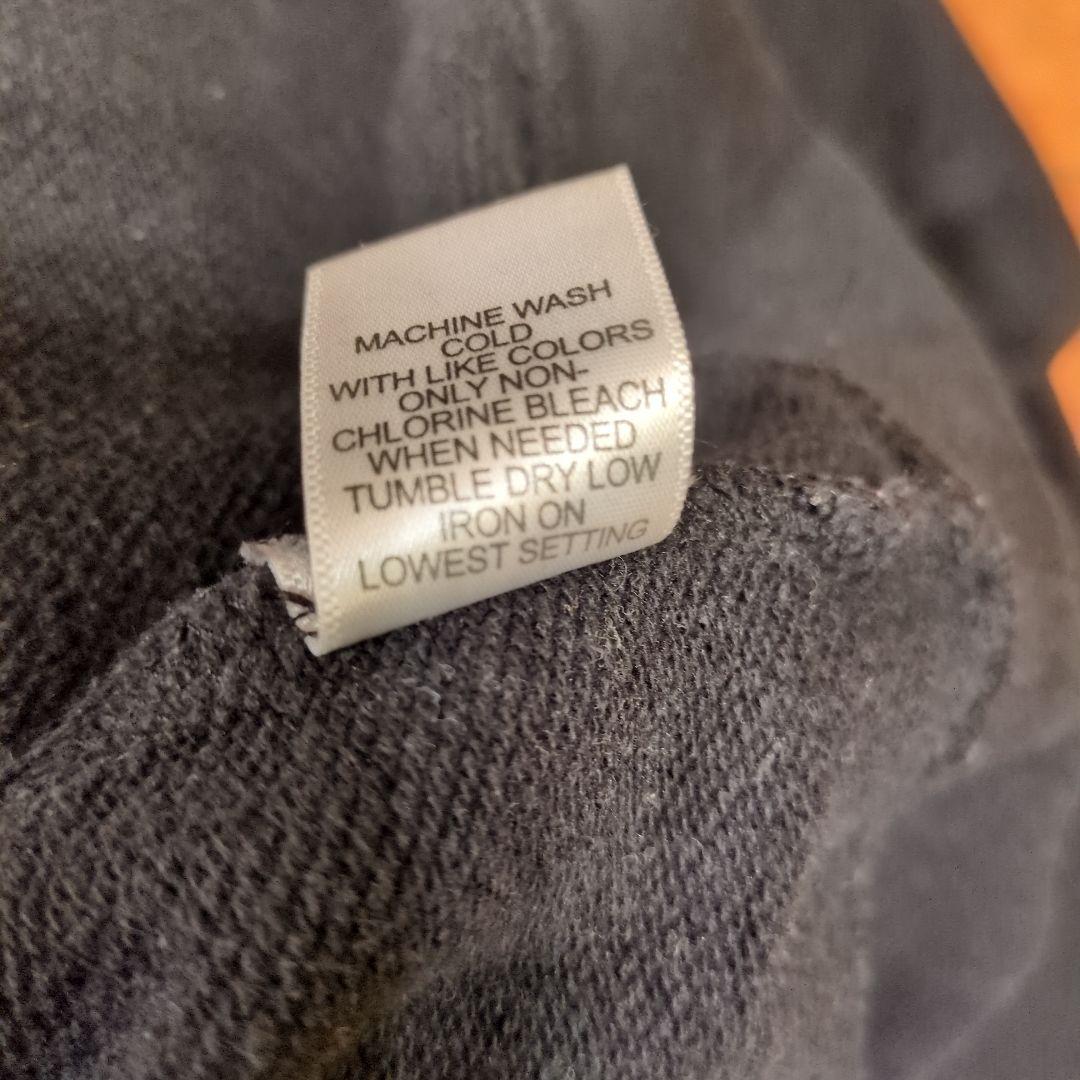 MACHINE WASH
COLD
WITH LIKE COLORS
ONLY NON-
CHLORINE BLEACH
WHEN NEEDED
TUMBLE DRY LOW
IRON ON
LOWEST SETTING